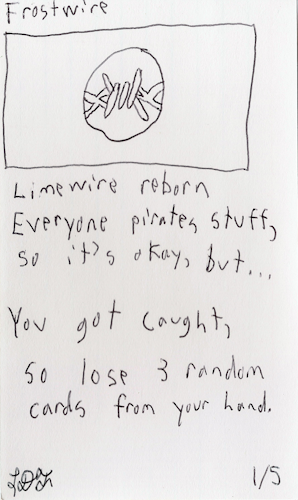 Frostwire
Limewire reborn
Everyone pirates stuff,
so it's okay, but...
You got caught,
so lose 3 random
cards from your hand.
1/5